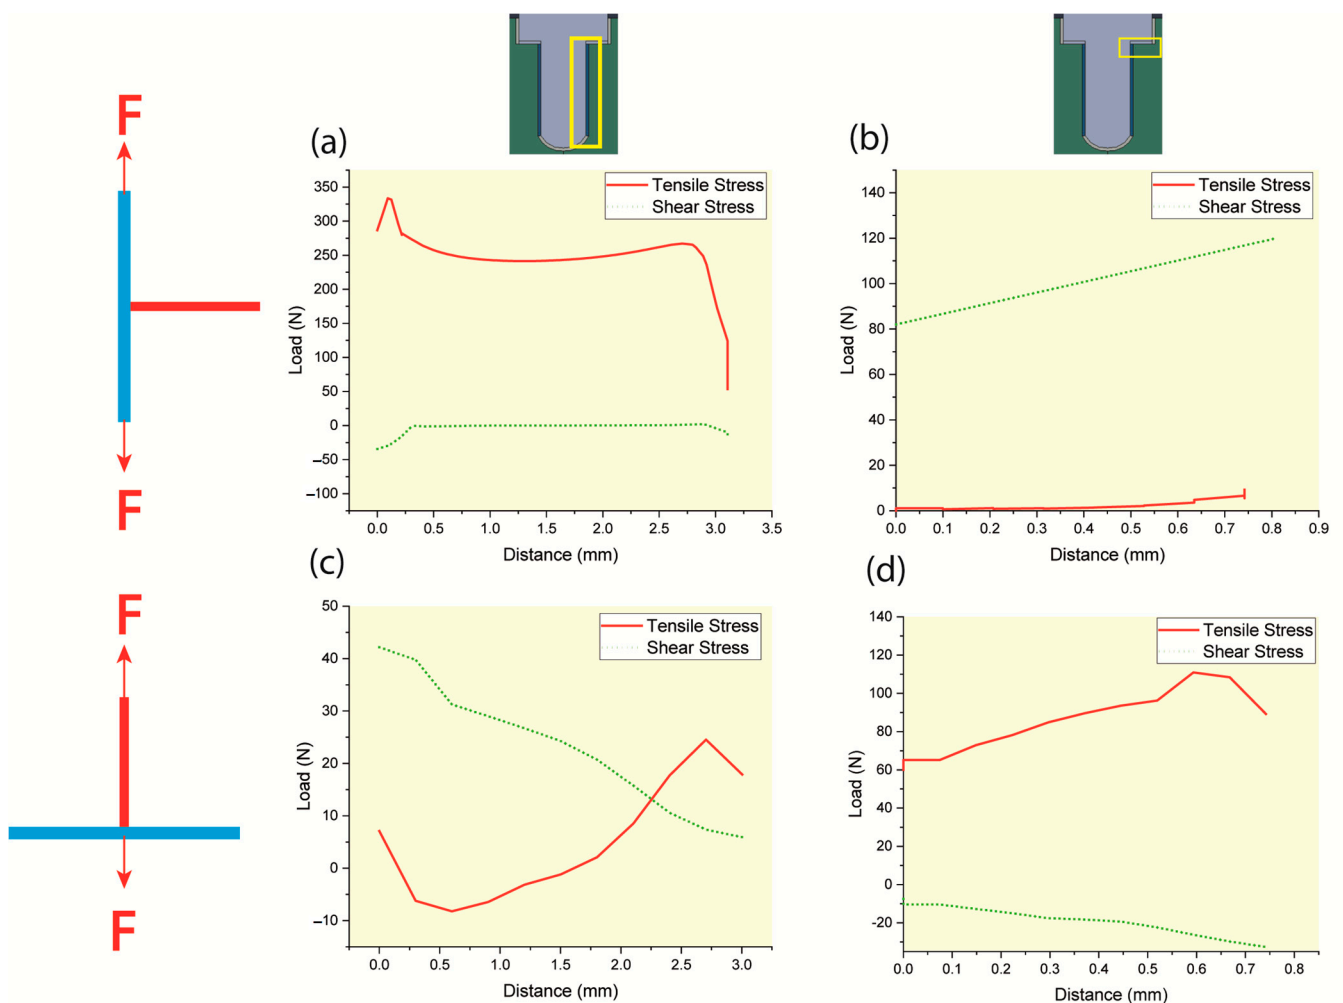 F
F
(a)
Tensile Stress
Shear Stress
350
300
250
200
150
100
50
0
−50
−100
Load (N)
0.0 0.5 1.0 1.5 2.0 2.5 3.0 3.5
Distance (mm)
(b)
Tensile Stress
Shear Stress
140
120
100
80
60
40
20
0
Load (N)
0.0 0.1 0.2 0.3 0.4 0.5 0.6 0.7 0.8 0.9
Distance (mm)
F
F
(c)
Tensile Stress
Shear Stress
50
40
30
20
10
0
−10
Load (N)
0.0 0.5 1.0 1.5 2.0 2.5 3.0
Distance (mm)
(d)
Tensile Stress
Shear Stress
140
120
100
80
60
40
20
0
-20
Load (N)
0.0 0.1 0.2 0.3 0.4 0.5 0.6 0.7 0.8
Distance (mm)